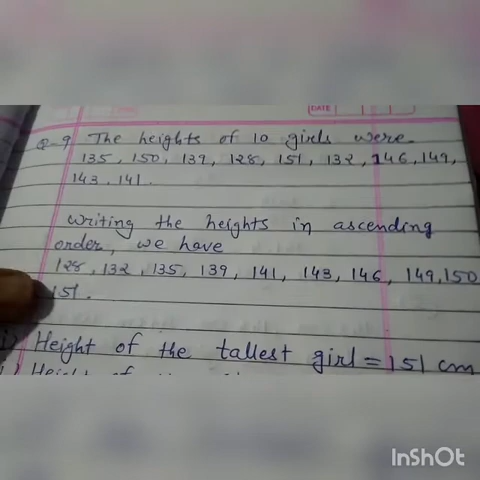 DATE
Q-9 The heights of 10 girls were
135, 150, 139, 128, 151, 132, 146, 149,
143, 141.
Writing the heights in ascending
order, we have
128, 132, 135, 139, 141, 143, 146, 149, 150
151.
i) Height of the tallest girl = 151 cm
Height of
InShOt